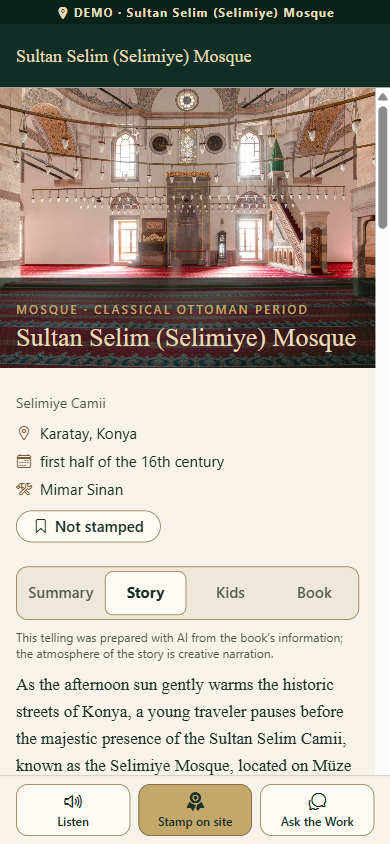 DEMO · Sultan Selim (Selimiye) Mosque
Sultan Selim (Selimiye) Mosque
MOSQUE · CLASSICAL OTTOMAN PERIOD
Sultan Selim (Selimiye) Mosque
Selimiye Camii
Karatay, Konya
first half of the 16th century
Mimar Sinan
Not stamped
Summary Story Kids Book
This telling was prepared with AI from the book's information;
the atmosphere of the story is creative narration.
As the afternoon sun gently warms the historic
streets of Konya, a young traveler pauses before
the majestic presence of the Sultan Selim Camii,
known as the Selimiye Mosque, located on Müze
Listen Stamp on site Ask the Work